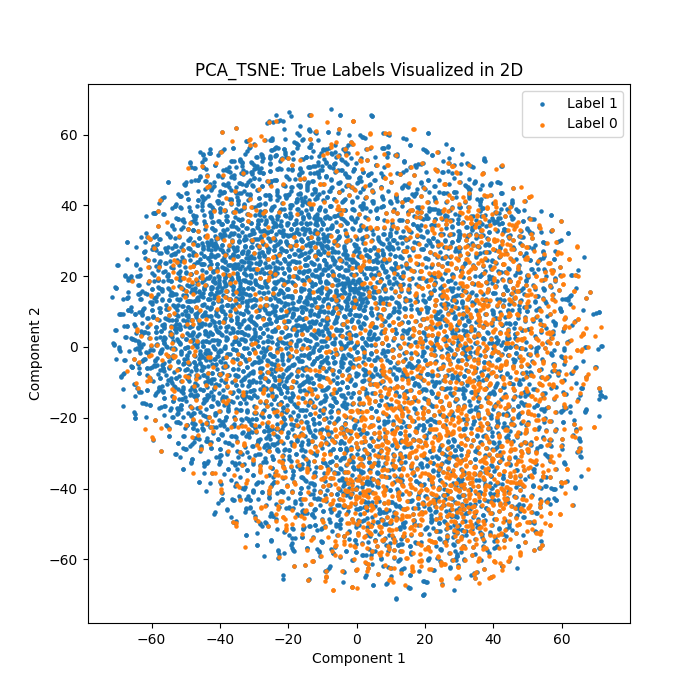 PCA_TSNE: True Labels Visualized in 2D
Label 1
Label 0
60
40
20
0
−20
−40
−60
Component 2
−60 −40 −20 0 20 40 60
Component 1